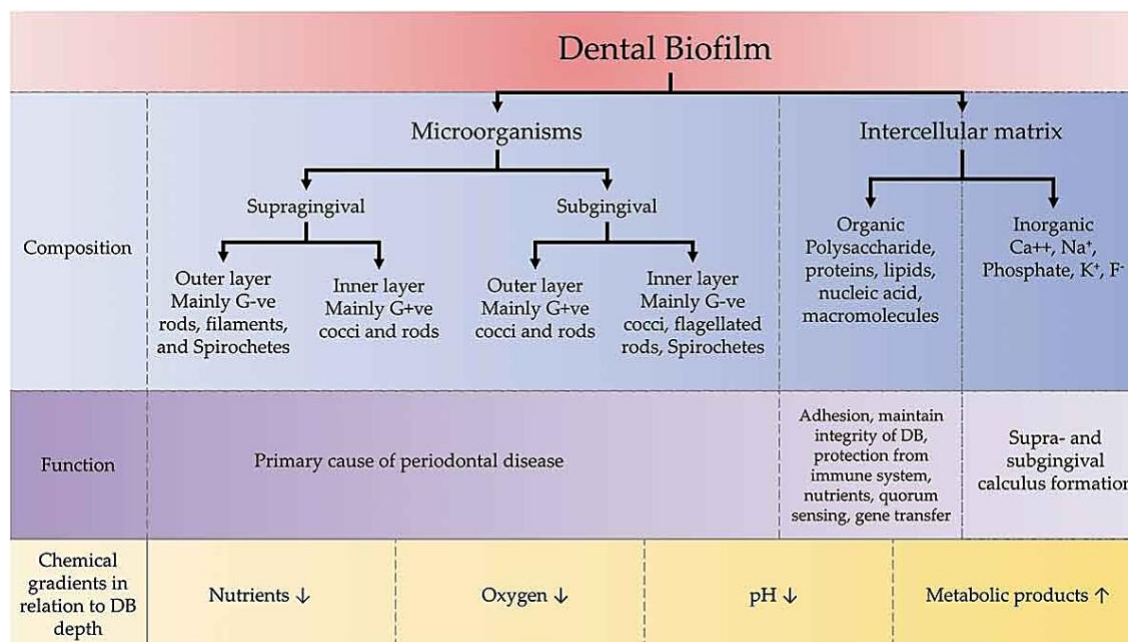 Dental Biofilm
Microorganisms
Intercellular matrix
Supragingival
Subgingival
Composition
Outer layer
Mainly G-ve
rods, filaments,
and Spirochetes
Inner layer
Mainly G+ve
cocci and rods
Outer layer
Mainly G+ve
cocci and rods
Inner layer
Mainly G-ve
cocci, flagellated
rods, Spirochetes
Organic
Polysaccharide,
proteins, lipids,
nucleic acid,
macromolecules
Inorganic
Ca++, Na⁺,
Phosphate, K⁺, F⁻
Function
Primary cause of periodontal disease
Adhesion, maintain
integrity of DB,
protection from
immune system,
nutrients, quorum
sensing, gene transfer
Supra- and
subgingival
calculus formation
Chemical
gradients in
relation to DB
depth
Nutrients ↓
Oxygen ↓
pH ↓
Metabolic products ↑